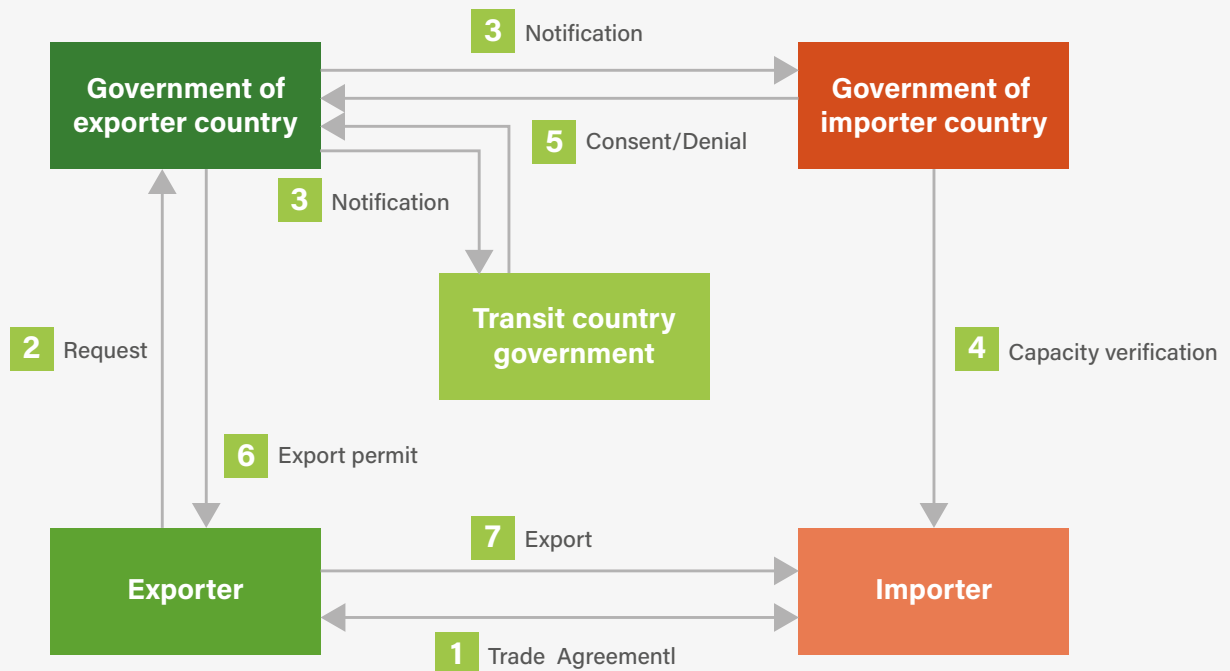 3 Notification
Government of
exporter country
Government of
importer country
5 Consent/Denial
3 Notification
Transit country
government
2 Request
4 Capacity verification
6 Export permit
7 Export
Exporter
Importer
1 Trade Agreementl